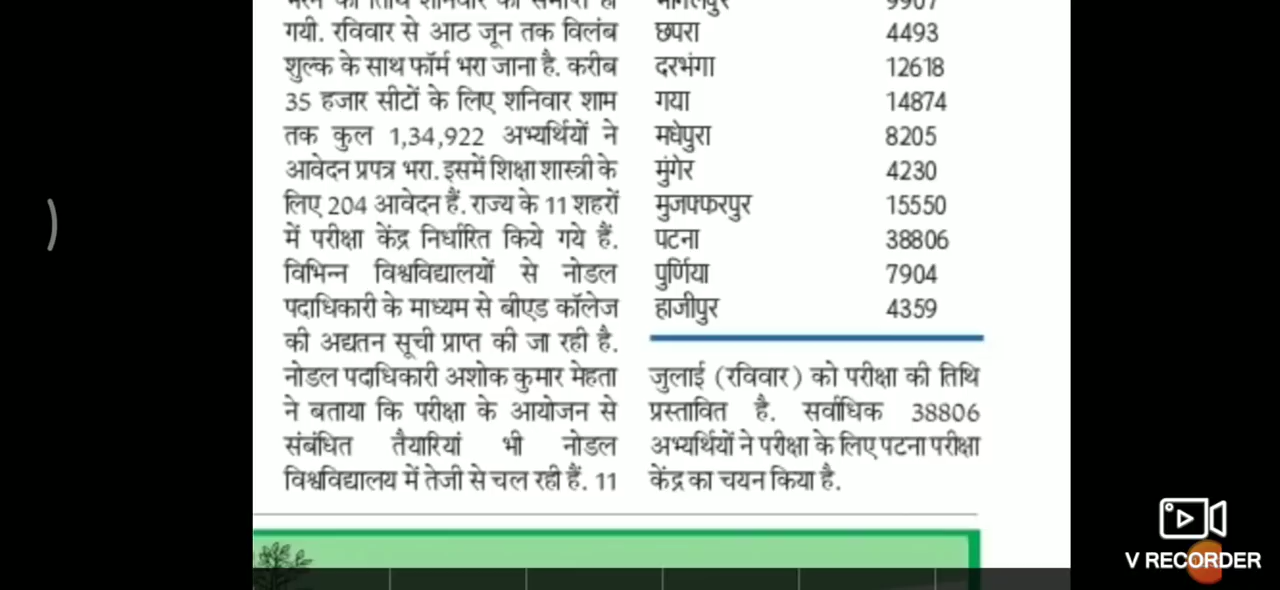 गयी. रविवार से आठ जून तक विलंब
शुल्क के साथ फॉर्म भरा जाना है. करीब
35 हजार सीटों के लिए शनिवार शाम
तक कुल 1,34,922 अभ्यर्थियों ने
आवेदन प्रपत्र भरा. इसमें शिक्षा शास्त्री के
लिए 204 आवेदन हैं. राज्य के 11 शहरों
में परीक्षा केंद्र निर्धारित किये गये हैं.
विभिन्न विश्वविद्यालयों से नोडल
पदाधिकारी के माध्यम से बीएड कॉलेज
की अद्यतन सूची प्राप्त की जा रही है.
नोडल पदाधिकारी अशोक कुमार मेहता
ने बताया कि परीक्षा के आयोजन से
संबंधित तैयारियां भी नोडल
विश्वविद्यालय में तेजी से चल रही हैं. 11
छपरा 4493
दरभंगा 12618
गया 14874
मधेपुरा 8205
मुंगेर 4230
मुजफ्फरपुर 15550
पटना 38806
पुर्णिया 7904
हाजीपुर 4359
जुलाई (रविवार) को परीक्षा की तिथि
प्रस्तावित है. सर्वाधिक 38806
अभ्यर्थियों ने परीक्षा के लिए पटना परीक्षा
केंद्र का चयन किया है.
V RECORDER